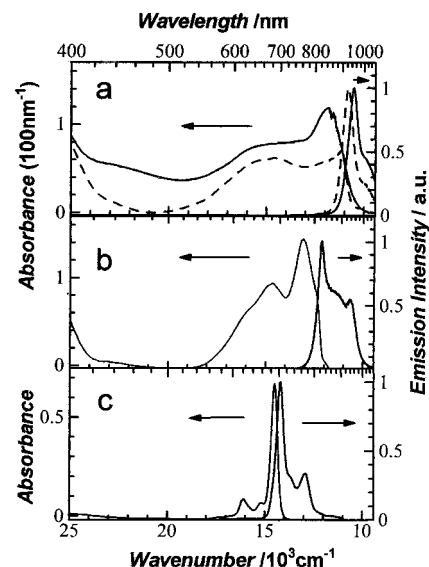 Wavelength /nm
400 500 600 700 800 1000
a
1
0
1
0.5
0
Absorbance (100nm⁻¹)
b
1
0
1
0.5
Emission Intensity / a.u.
c
0.5
0
1
0.5
0
Absorbance
25 20 15 10
Wavenumber /10³cm⁻¹